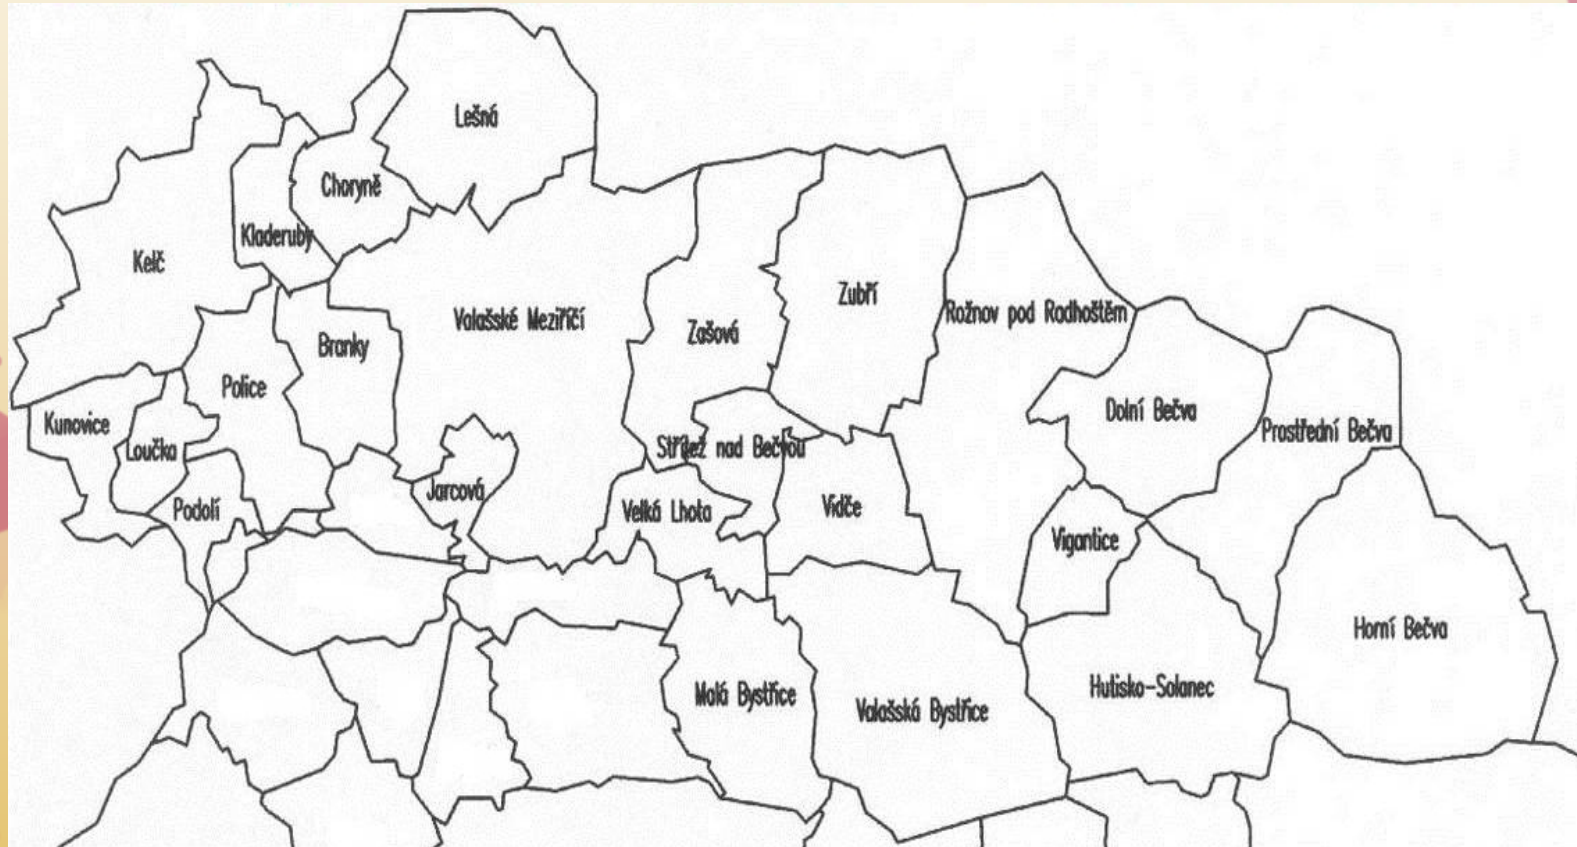 Lešná
Choryně
Kladeruby
Kelč
Zubří
Rožnov pod Radhoštěm
Valašské Meziříčí
Zašová
Branky
Police
Dolní Bečva
Kunovice
Prostřední Bečva
Střítež nad Bečvou
Loučka
Jarcová
Podolí
Velká Lhota
Vidče
Vigantice
Horní Bečva
Hutisko-Solanec
Malá Bystřice
Valašská Bystřice